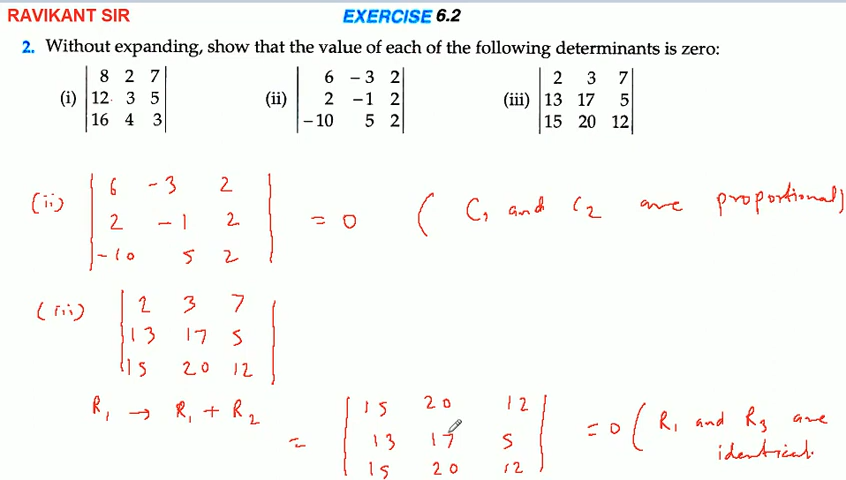 RAVIKANT SIR EXERCISE 6.2
2. Without expanding, show that the value of each of the following determinants is zero:
(i) | 8 2 7 | (ii) | 6 −3 2 | (iii) | 2 3 7 |
| 12 3 5 | | 2 −1 2 | | 13 17 5 |
| 16 4 3 | | −10 5 2 | | 15 20 12 |
(ii) | 6 -3 2 |
| 2 -1 2 | = 0 ( C1 and C2 are proportional)
| -10 5 2 |
(iii) | 2 3 7 |
| 13 17 5 |
| 15 20 12 |
R1 → R1 + R2
= | 15 20 12 |
| 13 17 5 | = 0 ( R1 and R3 are
| 15 20 12 | identical.